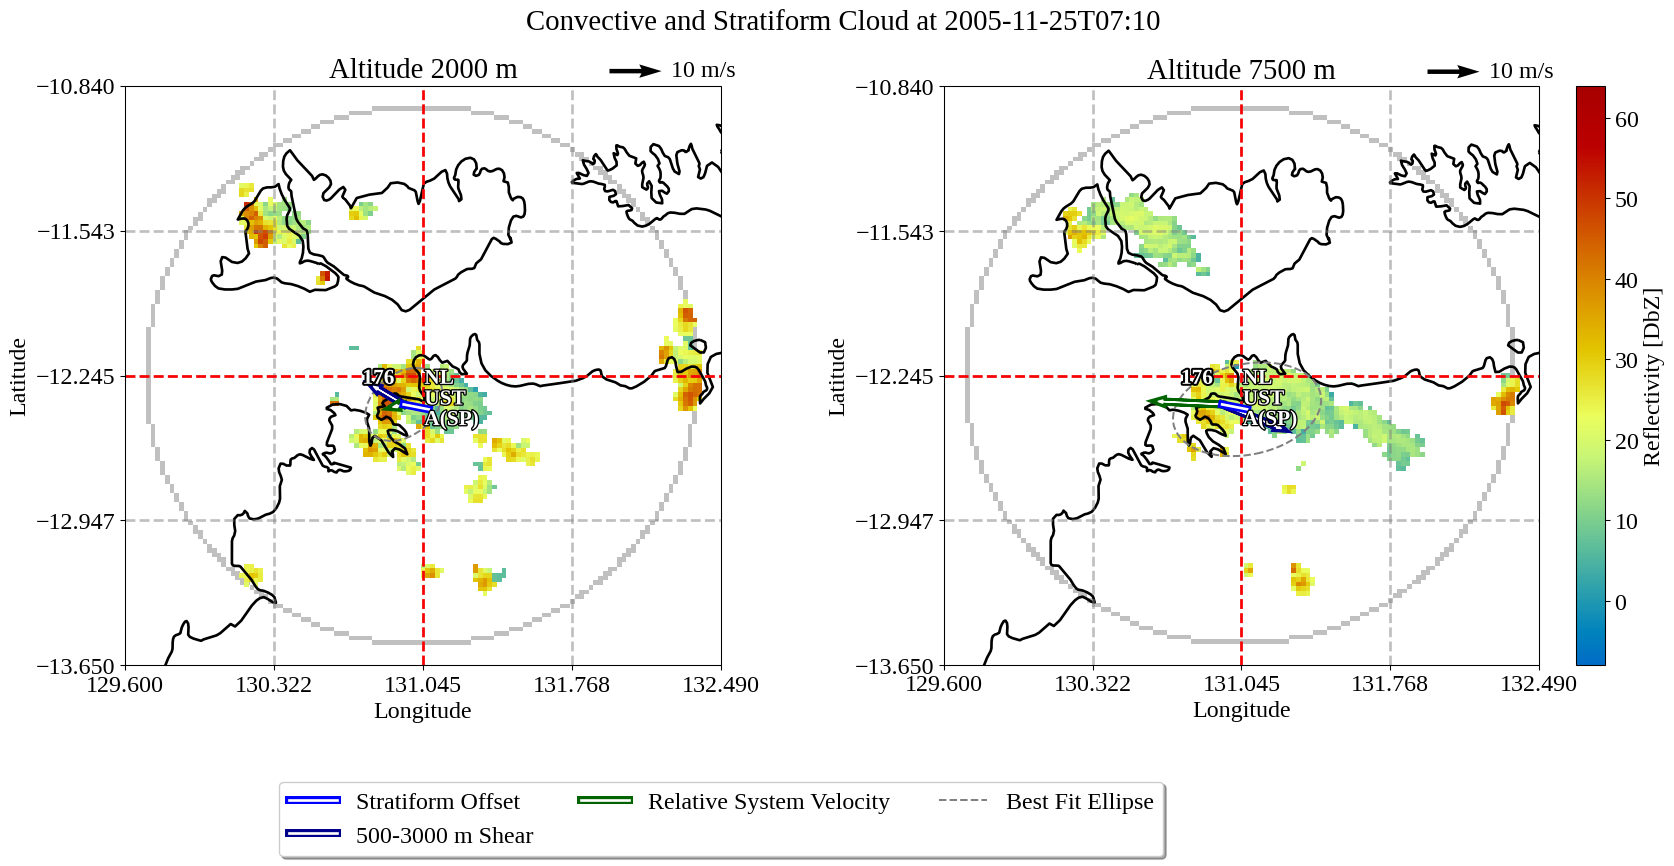 Convective and Stratiform Cloud at 2005-11-25T07:10
Altitude 2000 m
10 m/s
−10.840
−11.543
−12.245
−12.947
−13.650
Latitude
129.600
130.322
131.045
131.768
132.490
Longitude
176
NL
UST
A(SP)
Altitude 7500 m
10 m/s
−10.840
−11.543
−12.245
−12.947
−13.650
Latitude
129.600
130.322
131.045
131.768
132.490
Longitude
176
NL
UST
A(SP)
60
50
40
30
20
10
0
Reflectivity [DbZ]
Stratiform Offset
500-3000 m Shear
Relative System Velocity
Best Fit Ellipse